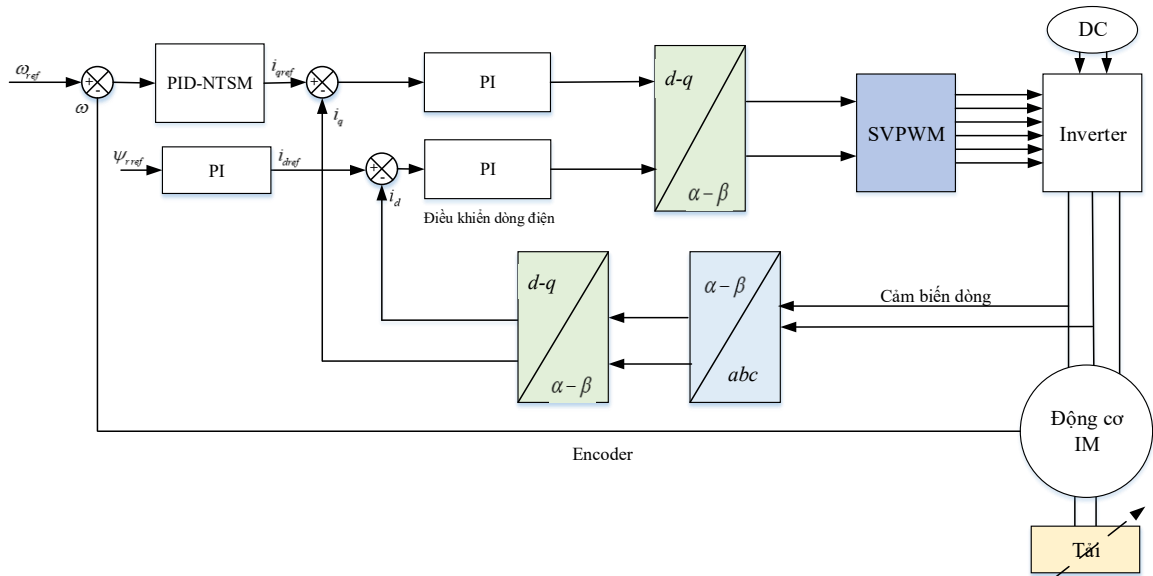 DC
ω_ref
+
-
ω
PID-NTSM
i_qref
+
-
i_q
PI
d-q
α − β
SVPWM
Inverter
ψ_rref
PI
i_dref
+
-
i_d
PI
Điều khiển dòng điện
d-q
α − β
α − β
abc
Cảm biến dòng
Động cơ
IM
Encoder
Tải